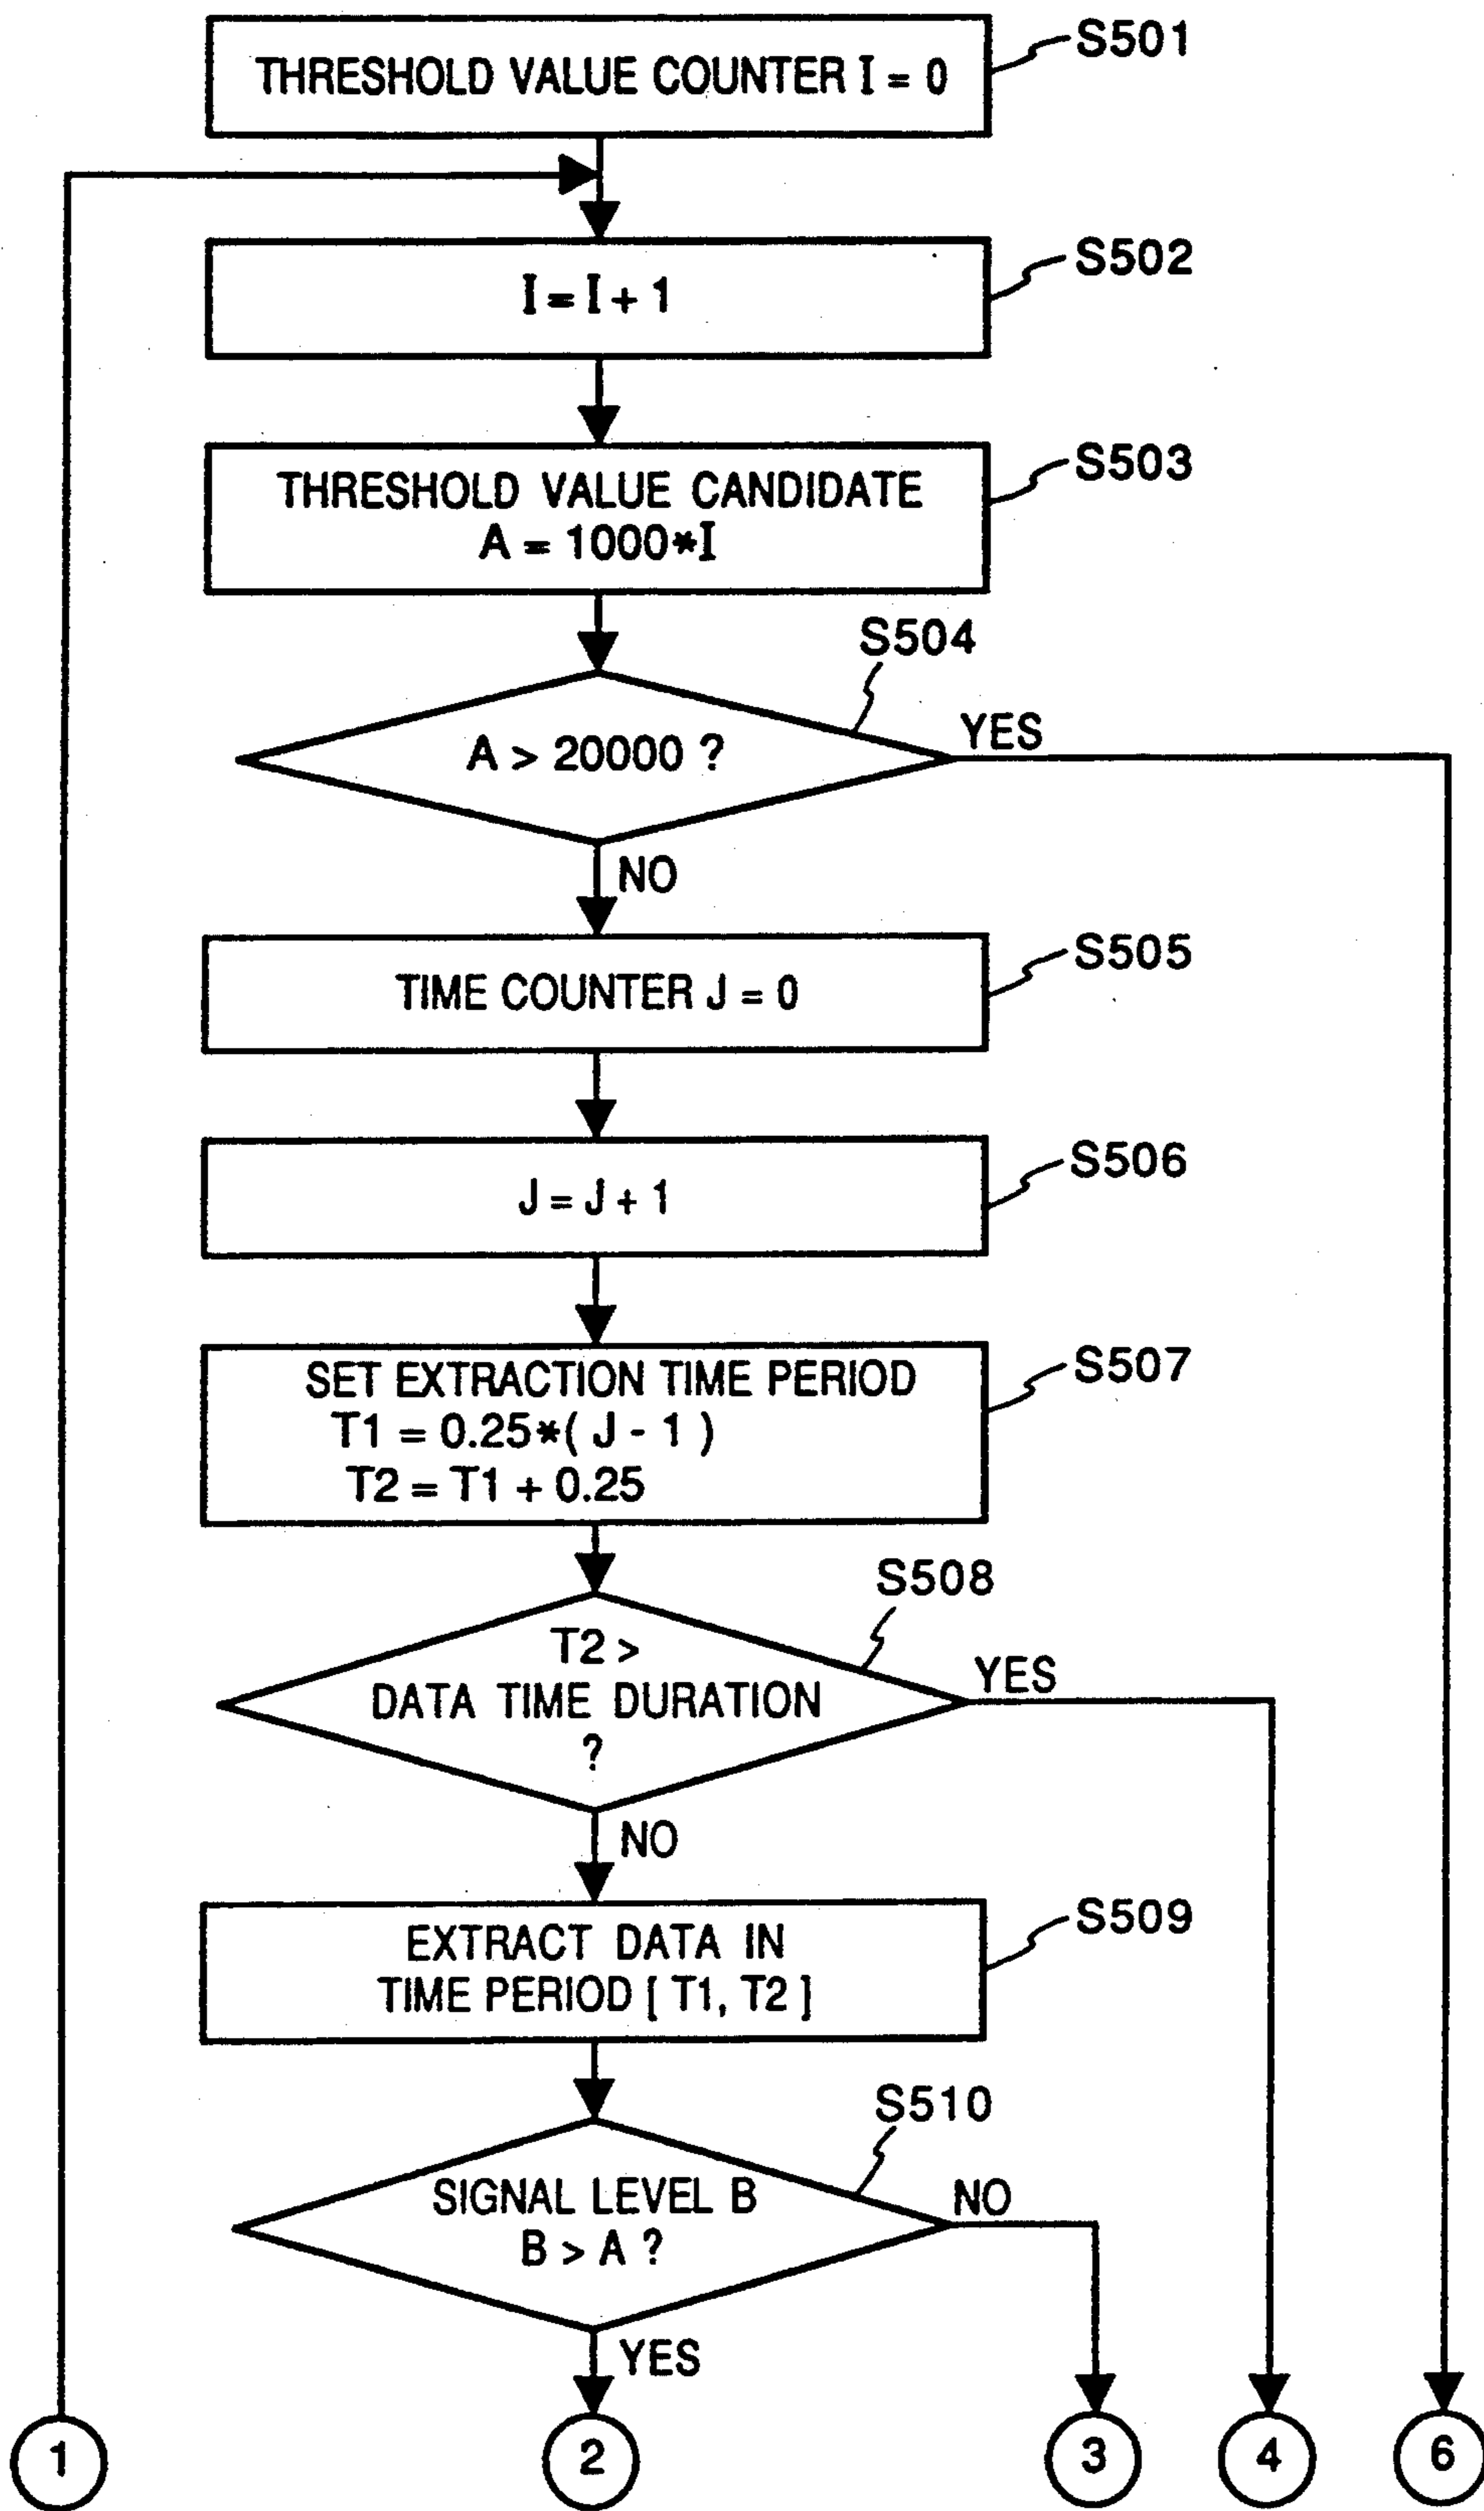 S501
THRESHOLD VALUE COUNTER I = 0
S502
I = I + 1
S503
THRESHOLD VALUE CANDIDATE
A = 1000*I
S504
A > 20000 ?
YES
NO
S505
TIME COUNTER J = 0
S506
J = J + 1
S507
SET EXTRACTION TIME PERIOD
T1 = 0.25*( J - 1 )
T2 = T1 + 0.25
S508
T2 >
DATA TIME DURATION
?
YES
NO
S509
EXTRACT DATA IN
TIME PERIOD [ T1, T2 ]
S510
SIGNAL LEVEL B
B > A ?
NO
YES
1
2
3
4
6